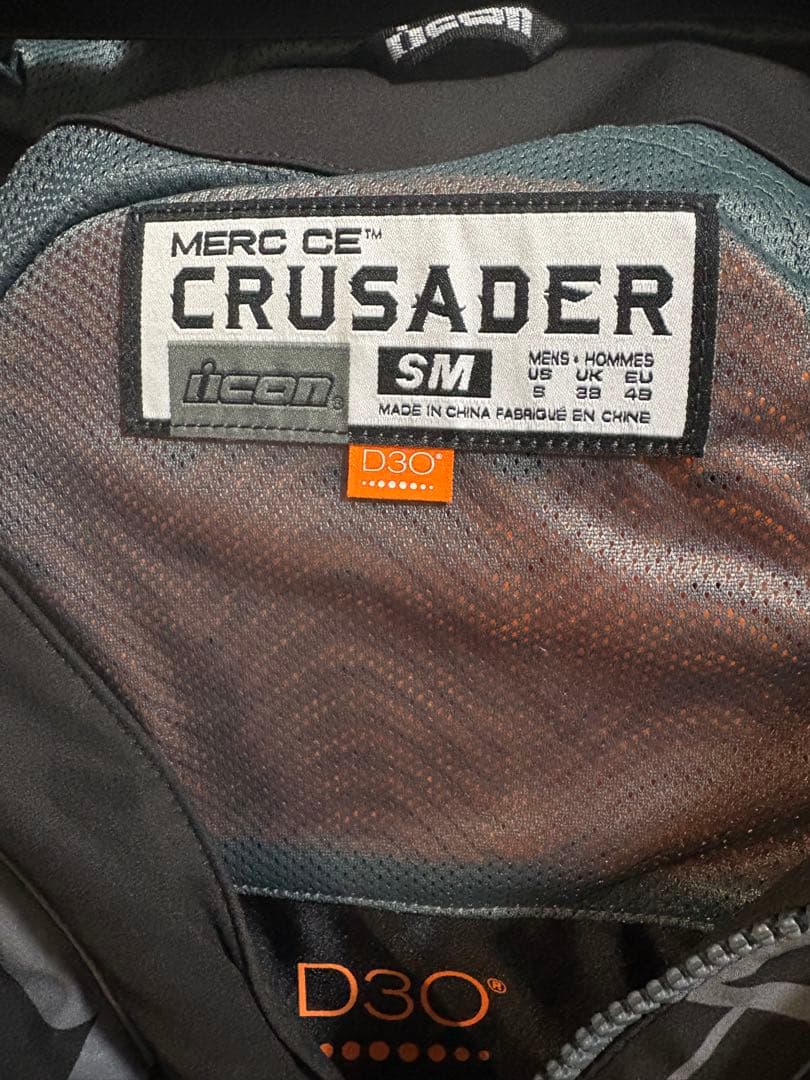 icon
MERC CE™
CRUSADER
icon®
SM
MENS • HOMMES
US UK EU
S 38 48
MADE IN CHINA FABRIQUÉ EN CHINE
D3O®
D3O®